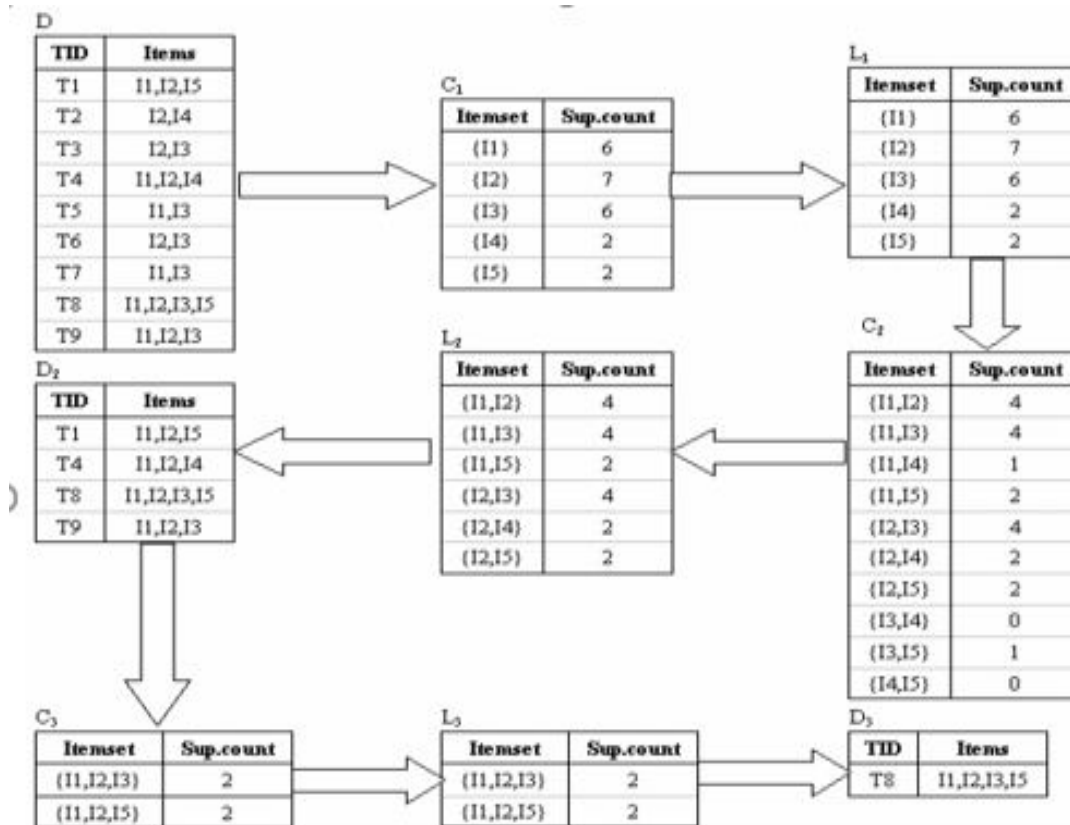 D
TID Items
T1 I1,I2,I5
T2 I2,I4
T3 I2,I3
T4 I1,I2,I4
T5 I1,I3
T6 I2,I3
T7 I1,I3
T8 I1,I2,I3,I5
T9 I1,I2,I3
C1
Itemset Sup.count
{I1} 6
{I2} 7
{I3} 6
{I4} 2
{I5} 2
L1
Itemset Sup.count
{I1} 6
{I2} 7
{I3} 6
{I4} 2
{I5} 2
C2
Itemset Sup.count
{I1,I2} 4
{I1,I3} 4
{I1,I4} 1
{I1,I5} 2
{I2,I3} 4
{I2,I4} 2
{I2,I5} 2
{I3,I4} 0
{I3,I5} 1
{I4,I5} 0
L2
Itemset Sup.count
{I1,I2} 4
{I1,I3} 4
{I1,I5} 2
{I2,I3} 4
{I2,I4} 2
{I2,I5} 2
D2
TID Items
T1 I1,I2,I5
T4 I1,I2,I4
T8 I1,I2,I3,I5
T9 I1,I2,I3
C3
Itemset Sup.count
{I1,I2,I3} 2
{I1,I2,I5} 2
L3
Itemset Sup.count
{I1,I2,I3} 2
{I1,I2,I5} 2
D3
TID Items
T8 I1,I2,I3,I5